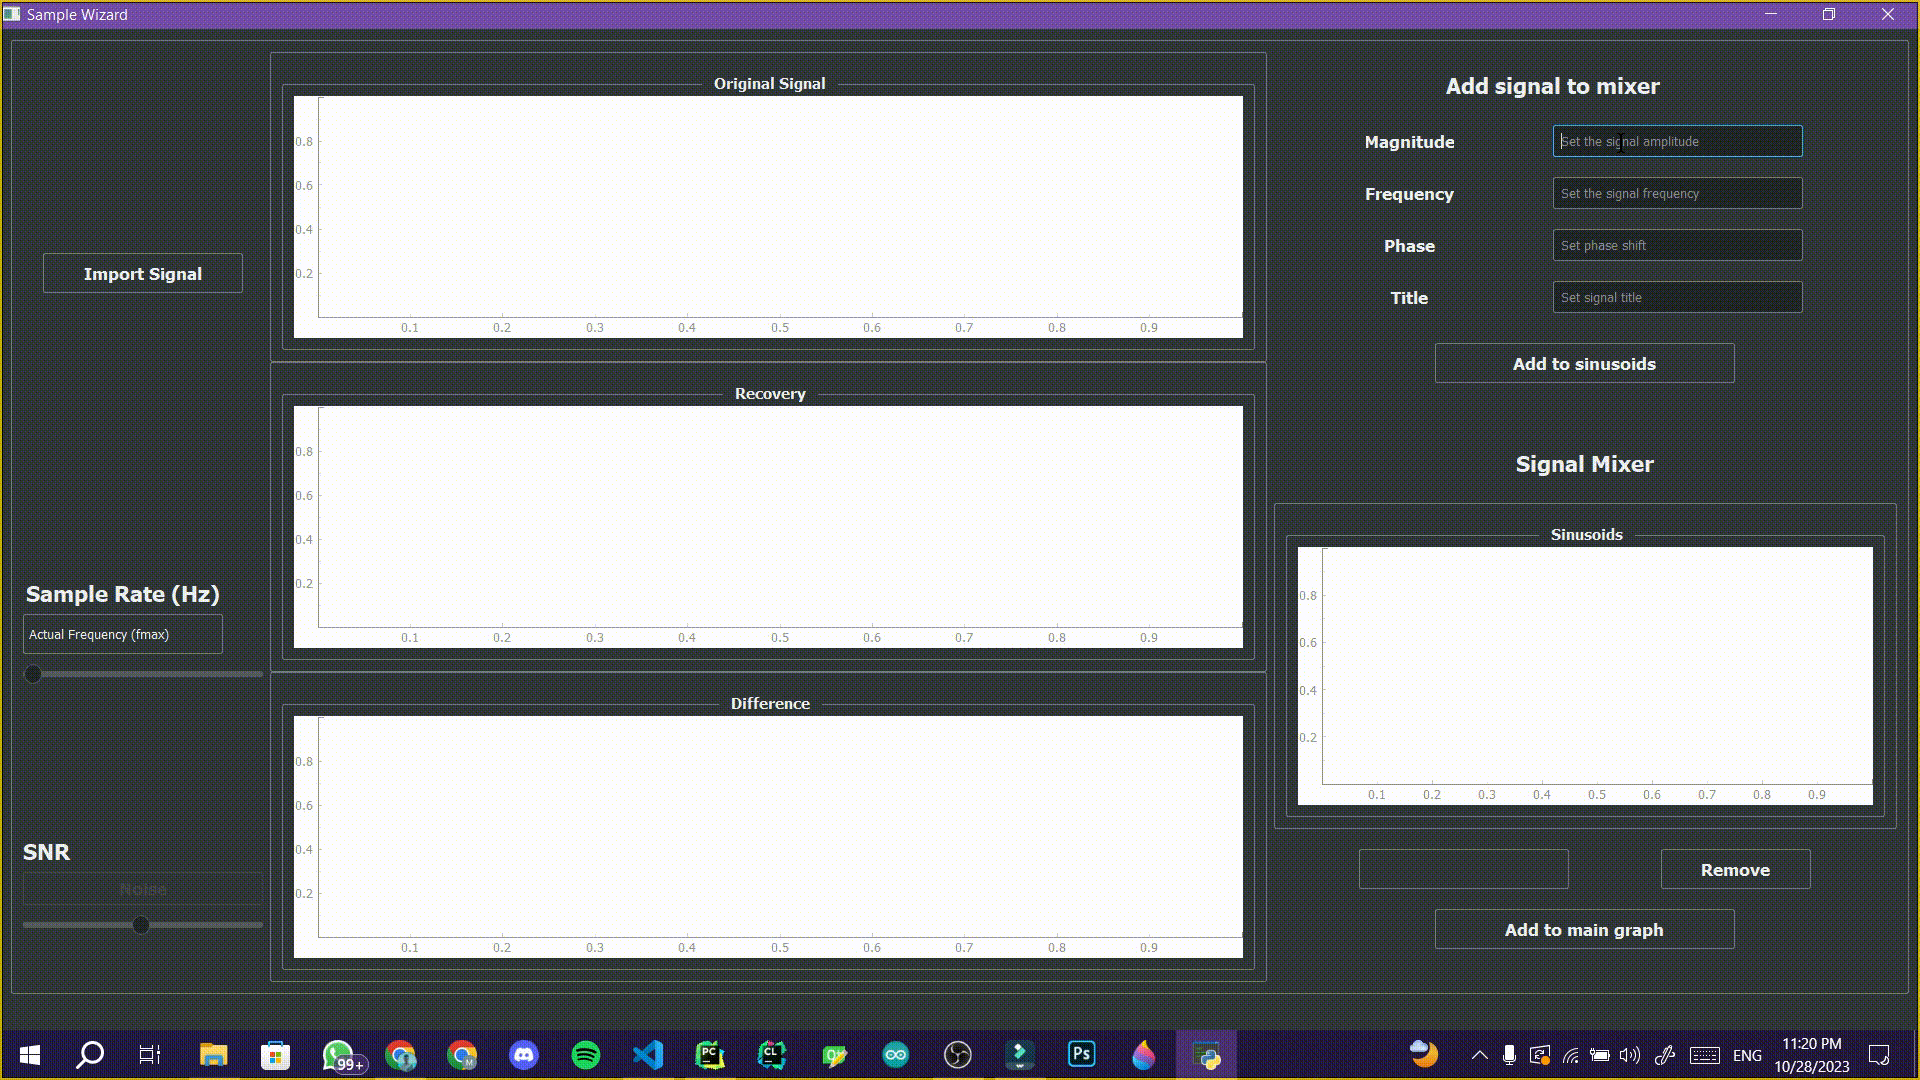 Sample Wizard
Import Signal
Sample Rate (Hz)
Actual Frequency (fmax)
SNR
Noise
Original Signal
0.8
0.6
0.4
0.2
0.1 0.2 0.3 0.4 0.5 0.6 0.7 0.8 0.9
Recovery
0.8
0.6
0.4
0.2
0.1 0.2 0.3 0.4 0.5 0.6 0.7 0.8 0.9
Difference
0.8
0.6
0.4
0.2
0.1 0.2 0.3 0.4 0.5 0.6 0.7 0.8 0.9
Add signal to mixer
Magnitude Set the signal amplitude
Frequency Set the signal frequency
Phase Set phase shift
Title Set signal title
Add to sinusoids
Signal Mixer
Sinusoids
0.8
0.6
0.4
0.2
0.1 0.2 0.3 0.4 0.5 0.6 0.7 0.8 0.9
Remove
Add to main graph
99+ PC CL Ps ENG 11:20 PM
10/28/2023